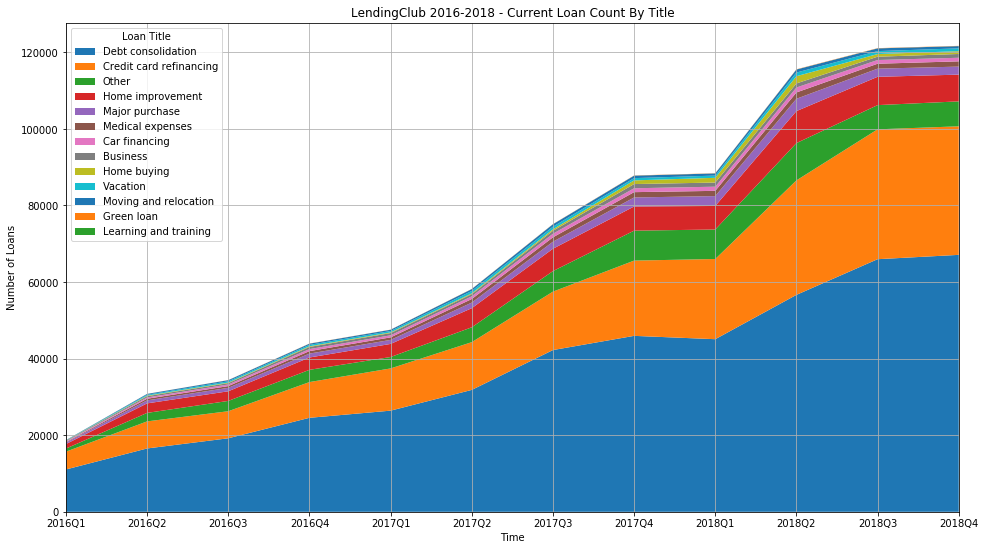 LendingClub 2016-2018 - Current Loan Count By Title
Loan Title
Debt consolidation
Credit card refinancing
Other
Home improvement
Major purchase
Medical expenses
Car financing
Business
Home buying
Vacation
Moving and relocation
Green loan
Learning and training
Number of Loans
120000
100000
80000
60000
40000
20000
0
2016Q1 2016Q2 2016Q3 2016Q4 2017Q1 2017Q2 2017Q3 2017Q4 2018Q1 2018Q2 2018Q3 2018Q4
Time